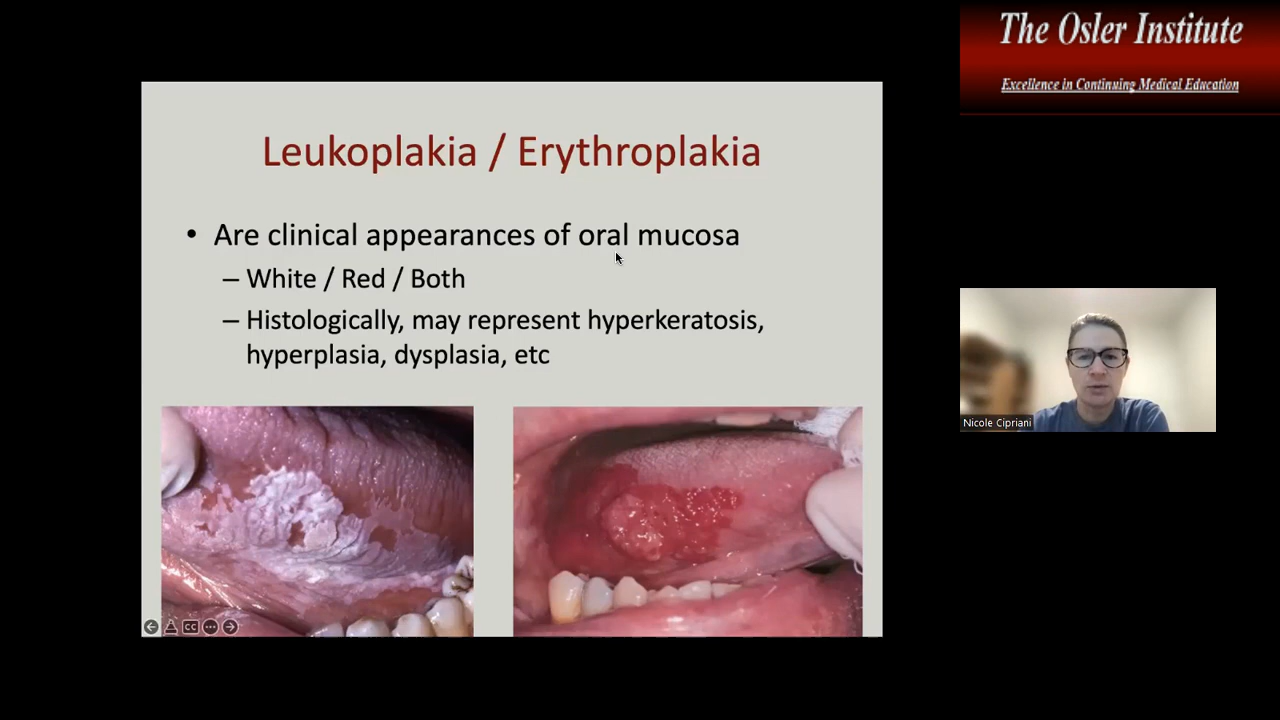 The Osler Institute
Excellence in Continuing Medical Education
Leukoplakia / Erythroplakia
• Are clinical appearances of oral mucosa
– White / Red / Both
– Histologically, may represent hyperkeratosis,
hyperplasia, dysplasia, etc
CC
Nicole Cipriani